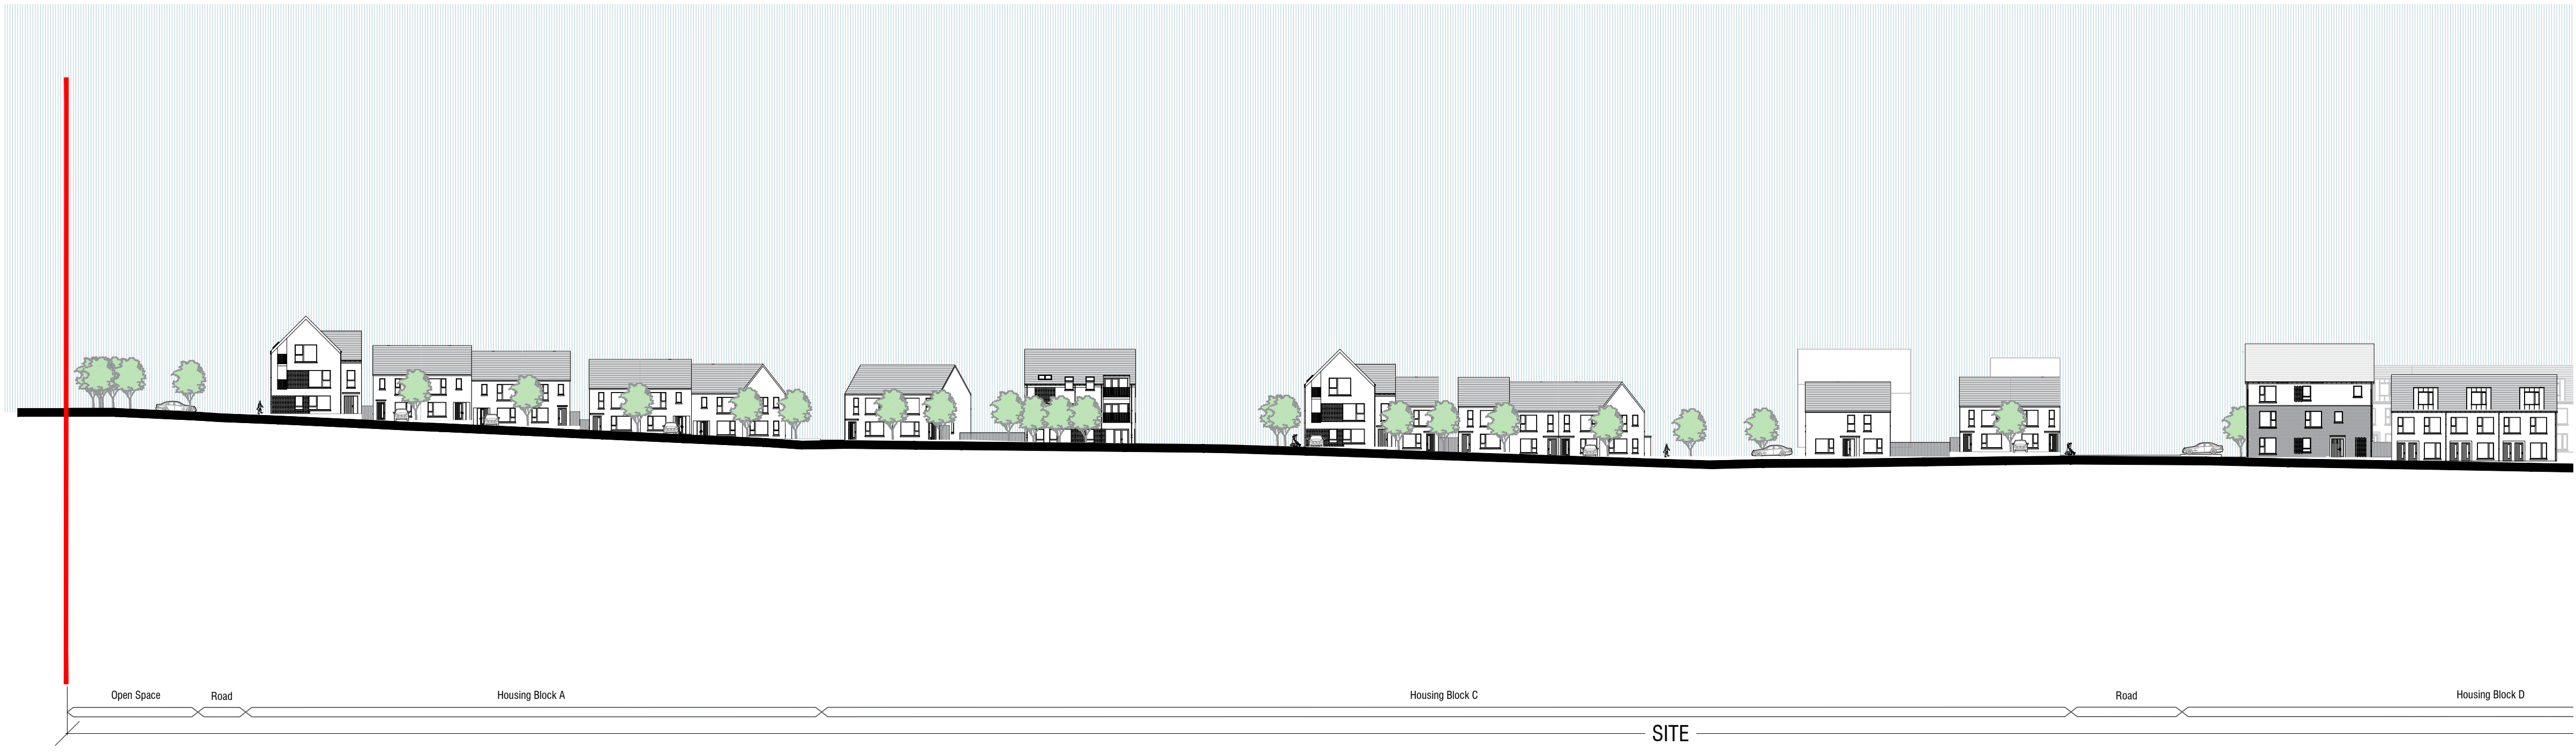 Open Space
Road
Housing Block A
Housing Block C
Road
Housing Block D
SITE